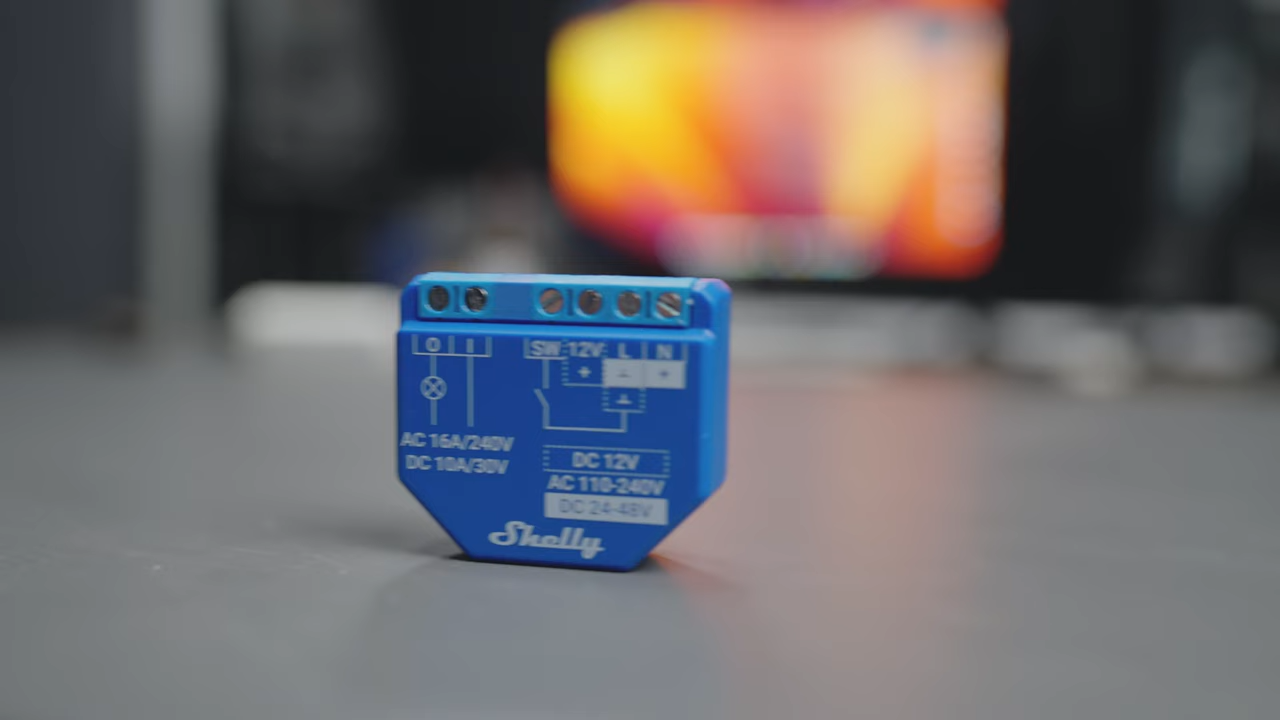 O I SW 12V L N
+ ⊥ +
⊥
AC 16A/240V
DC 10A/30V
DC 12V
AC 110-240V
DC 24-48V
Shelly